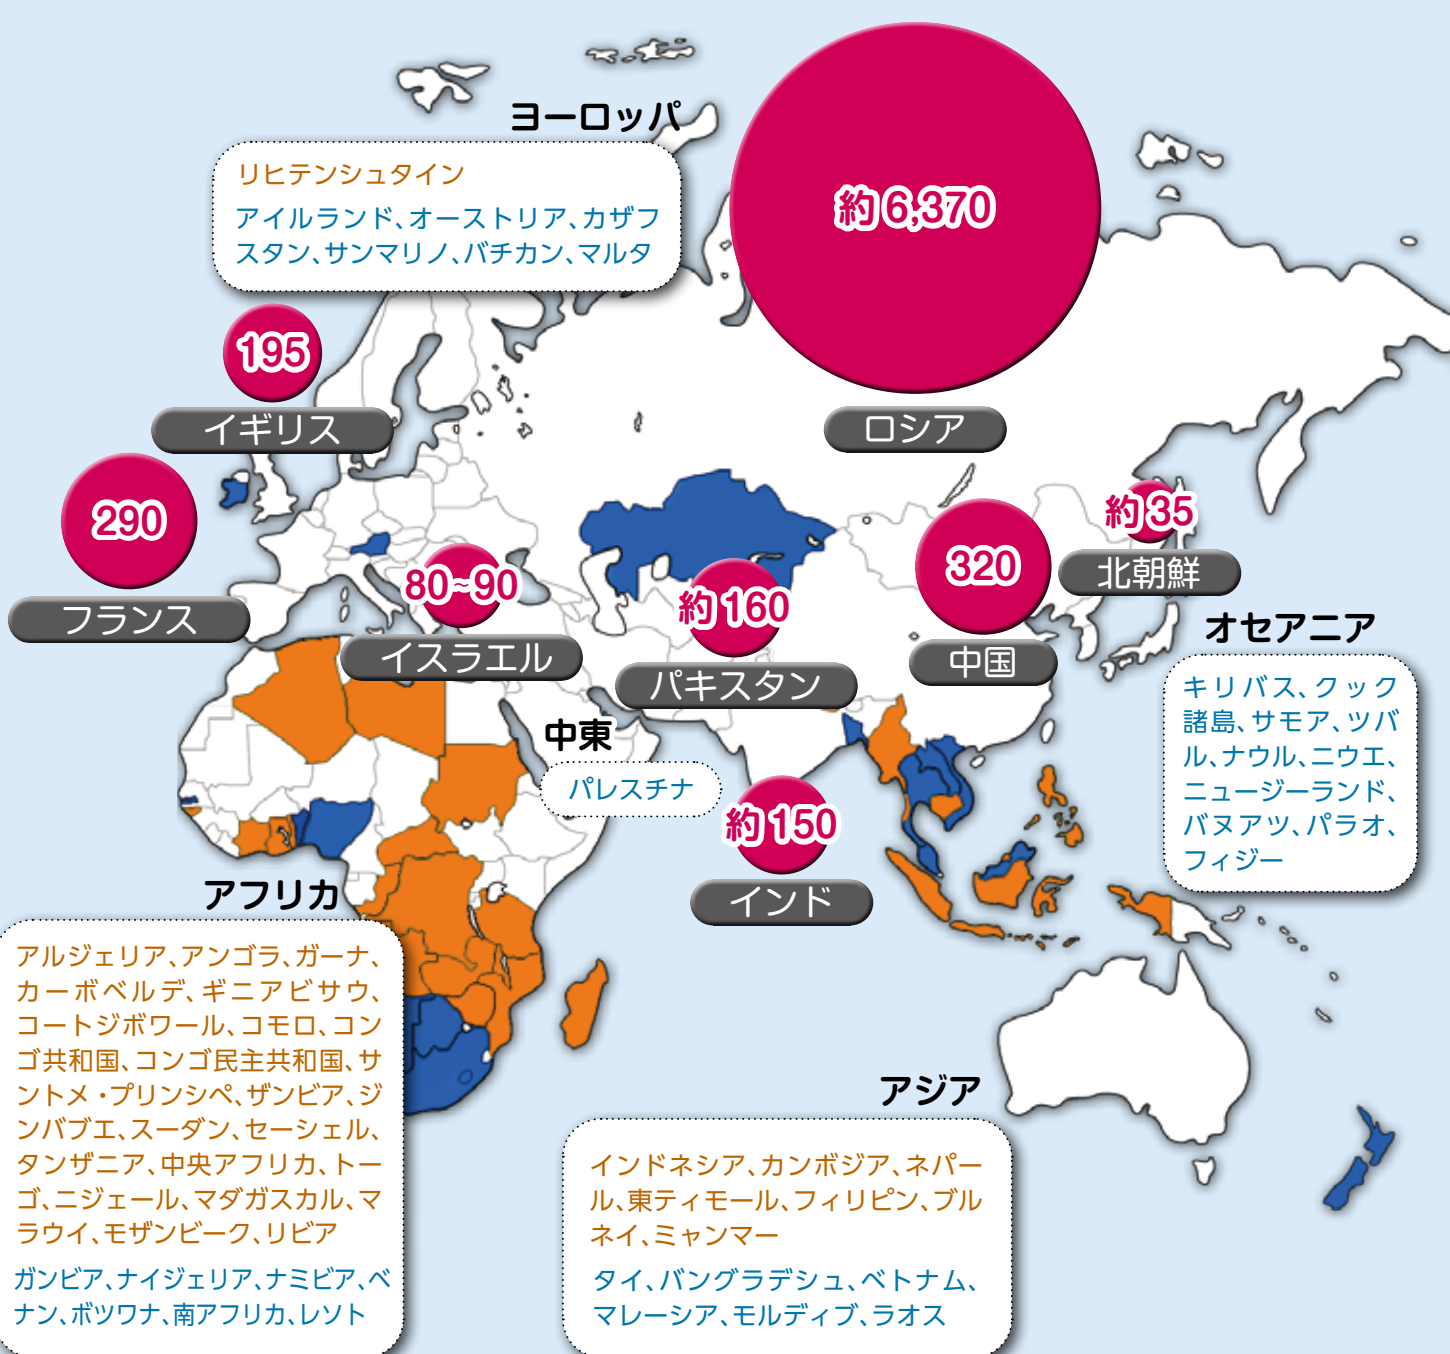 ヨーロッパ
リヒテンシュタイン
アイルランド、オーストリア、カザフ
スタン、サンマリノ、バチカン、マルタ
約6,370
ロシア
195
イギリス
290
フランス
80~90
イスラエル
約160
パキスタン
320
中国
約35
北朝鮮
オセアニア
キリバス、クック
諸島、サモア、ツバ
ル、ナウル、ニウエ、
ニュージーランド、
バヌアツ、パラオ、
フィジー
中東
パレスチナ
約150
インド
アフリカ
アルジェリア、アンゴラ、ガーナ、
カーボベルデ、ギニアビサウ、
コートジボワール、コモロ、コン
ゴ共和国、コンゴ民主共和国、サ
ントメ・プリンシペ、ザンビア、ジ
ンバブエ、スーダン、セーシェル、
タンザニア、中央アフリカ、トー
ゴ、ニジェール、マダガスカル、マ
ラウイ、モザンビーク、リビア
ガンビア、ナイジェリア、ナミビア、ベ
ナン、ボツワナ、南アフリカ、レソト
アジア
インドネシア、カンボジア、ネパー
ル、東ティモール、フィリピン、ブル
ネイ、ミャンマー
タイ、バングラデシュ、ベトナム、
マレーシア、モルディブ、ラオス